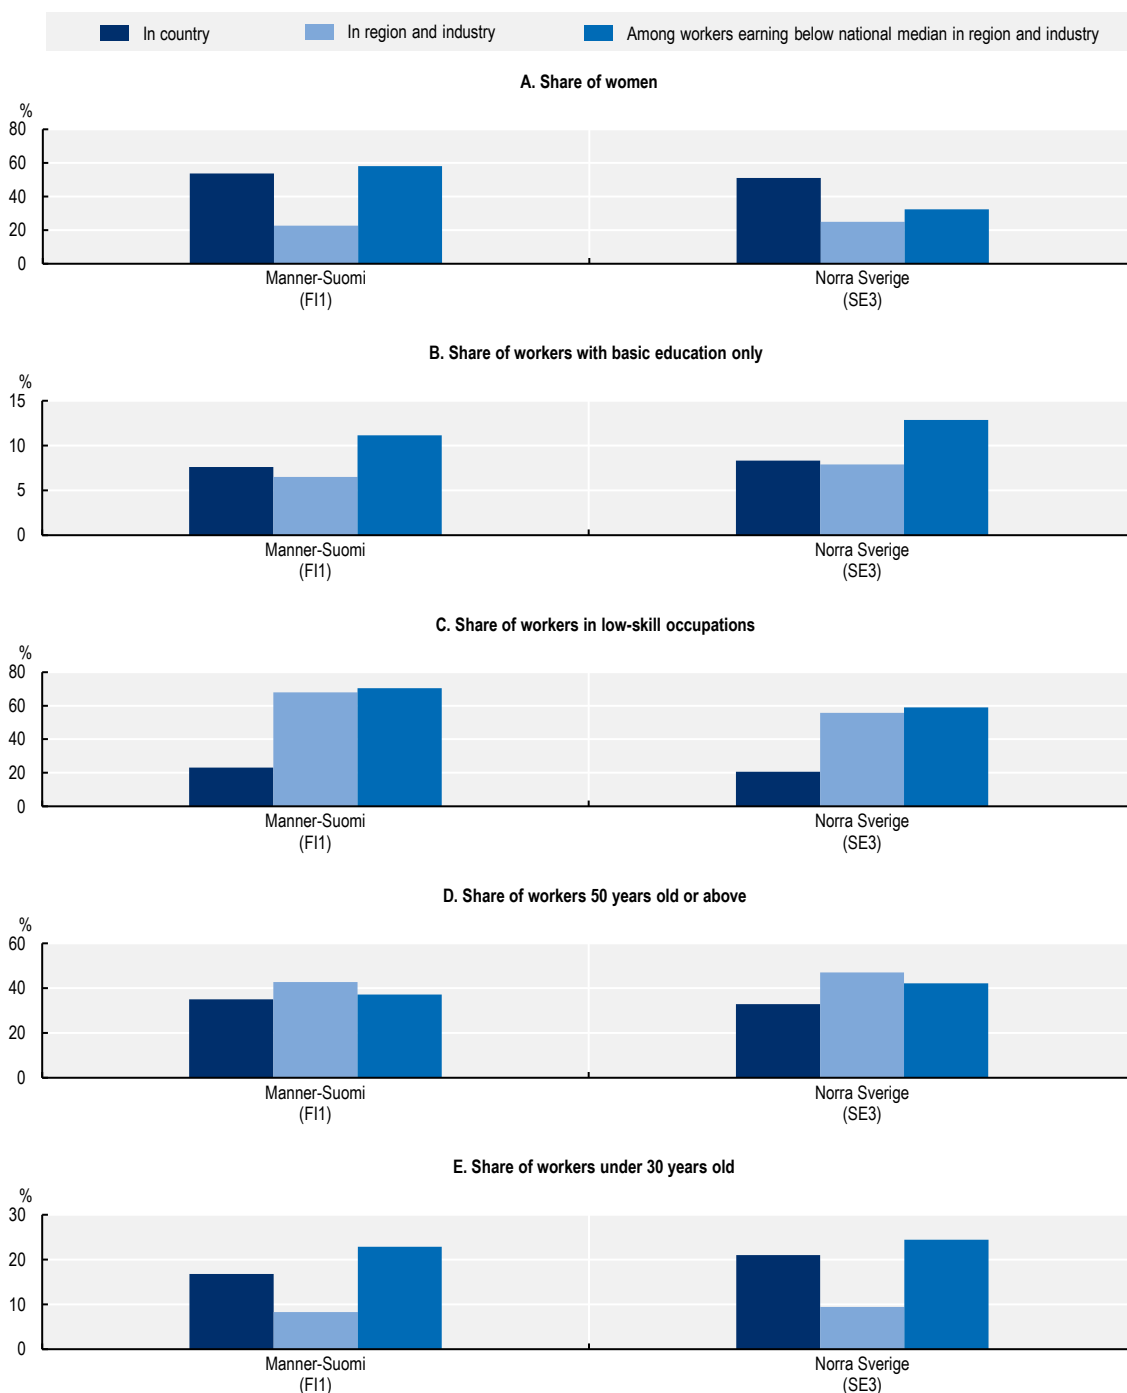 In country
In region and industry
Among workers earning below national median in region and industry
A. Share of women
%
80
60
40
20
0
Manner-Suomi
(FI1)
Norra Sverige
(SE3)
B. Share of workers with basic education only
%
15
10
5
0
Manner-Suomi
(FI1)
Norra Sverige
(SE3)
C. Share of workers in low-skill occupations
%
80
60
40
20
0
Manner-Suomi
(FI1)
Norra Sverige
(SE3)
D. Share of workers 50 years old or above
%
60
40
20
0
Manner-Suomi
(FI1)
Norra Sverige
(SE3)
E. Share of workers under 30 years old
%
30
20
10
0
Manner-Suomi
(FI1)
Norra Sverige
(SE3)